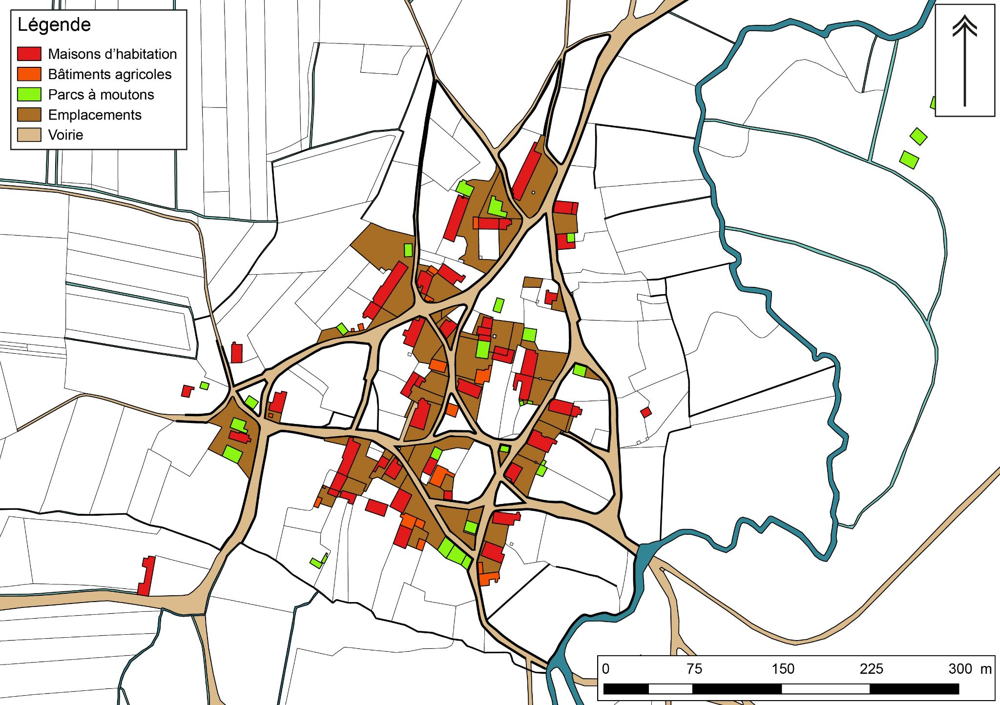 Légende
Maisons d’habitation
Bâtiments agricoles
Parcs à moutons
Emplacements
Voirie
0 75 150 225 300 m